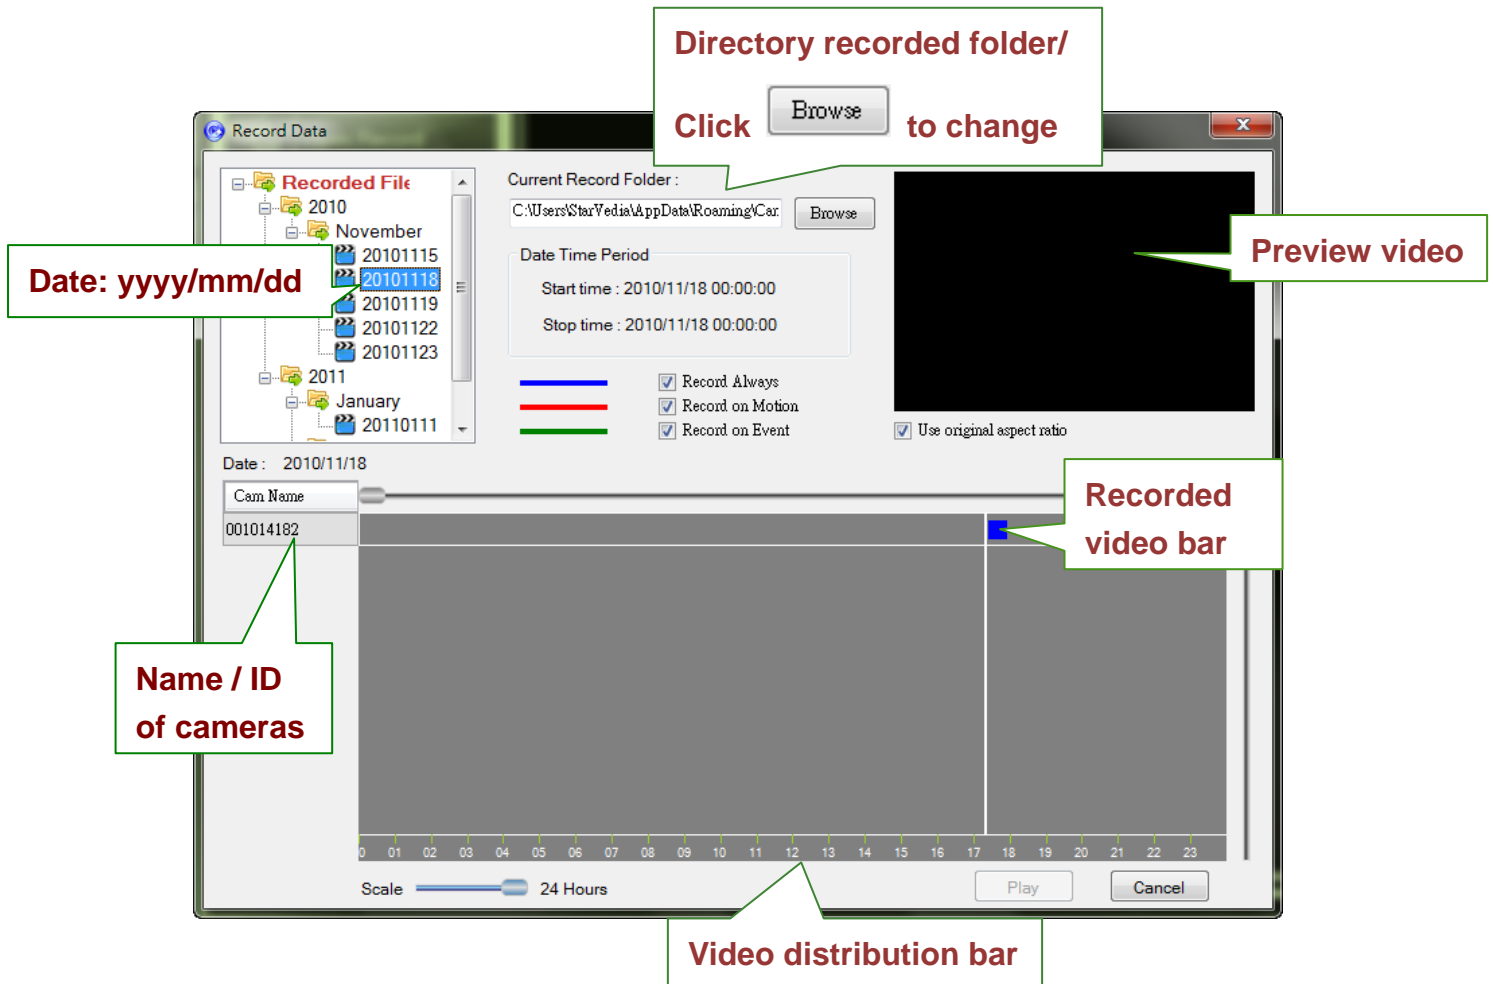 Directory recorded folder/
Click Browse to change
Record Data
Recorded File
2010
November
20101115
20101118
20101119
20101122
20101123
2011
January
20110111
Date: yyyy/mm/dd
Current Record Folder :
C:\Users\StarVedia\AppData\Roaming\Car Browse
Date Time Period
Start time : 2010/11/18 00:00:00
Stop time : 2010/11/18 00:00:00
Record Always
Record on Motion
Record on Event
Preview video
Use original aspect ratio
Date : 2010/11/18
Cam Name
001014182
Recorded
video bar
Name / ID
of cameras
0 01 02 03 04 05 06 07 08 09 10 11 12 13 14 15 16 17 18 19 20 21 22 23
Scale 24 Hours
Play Cancel
Video distribution bar